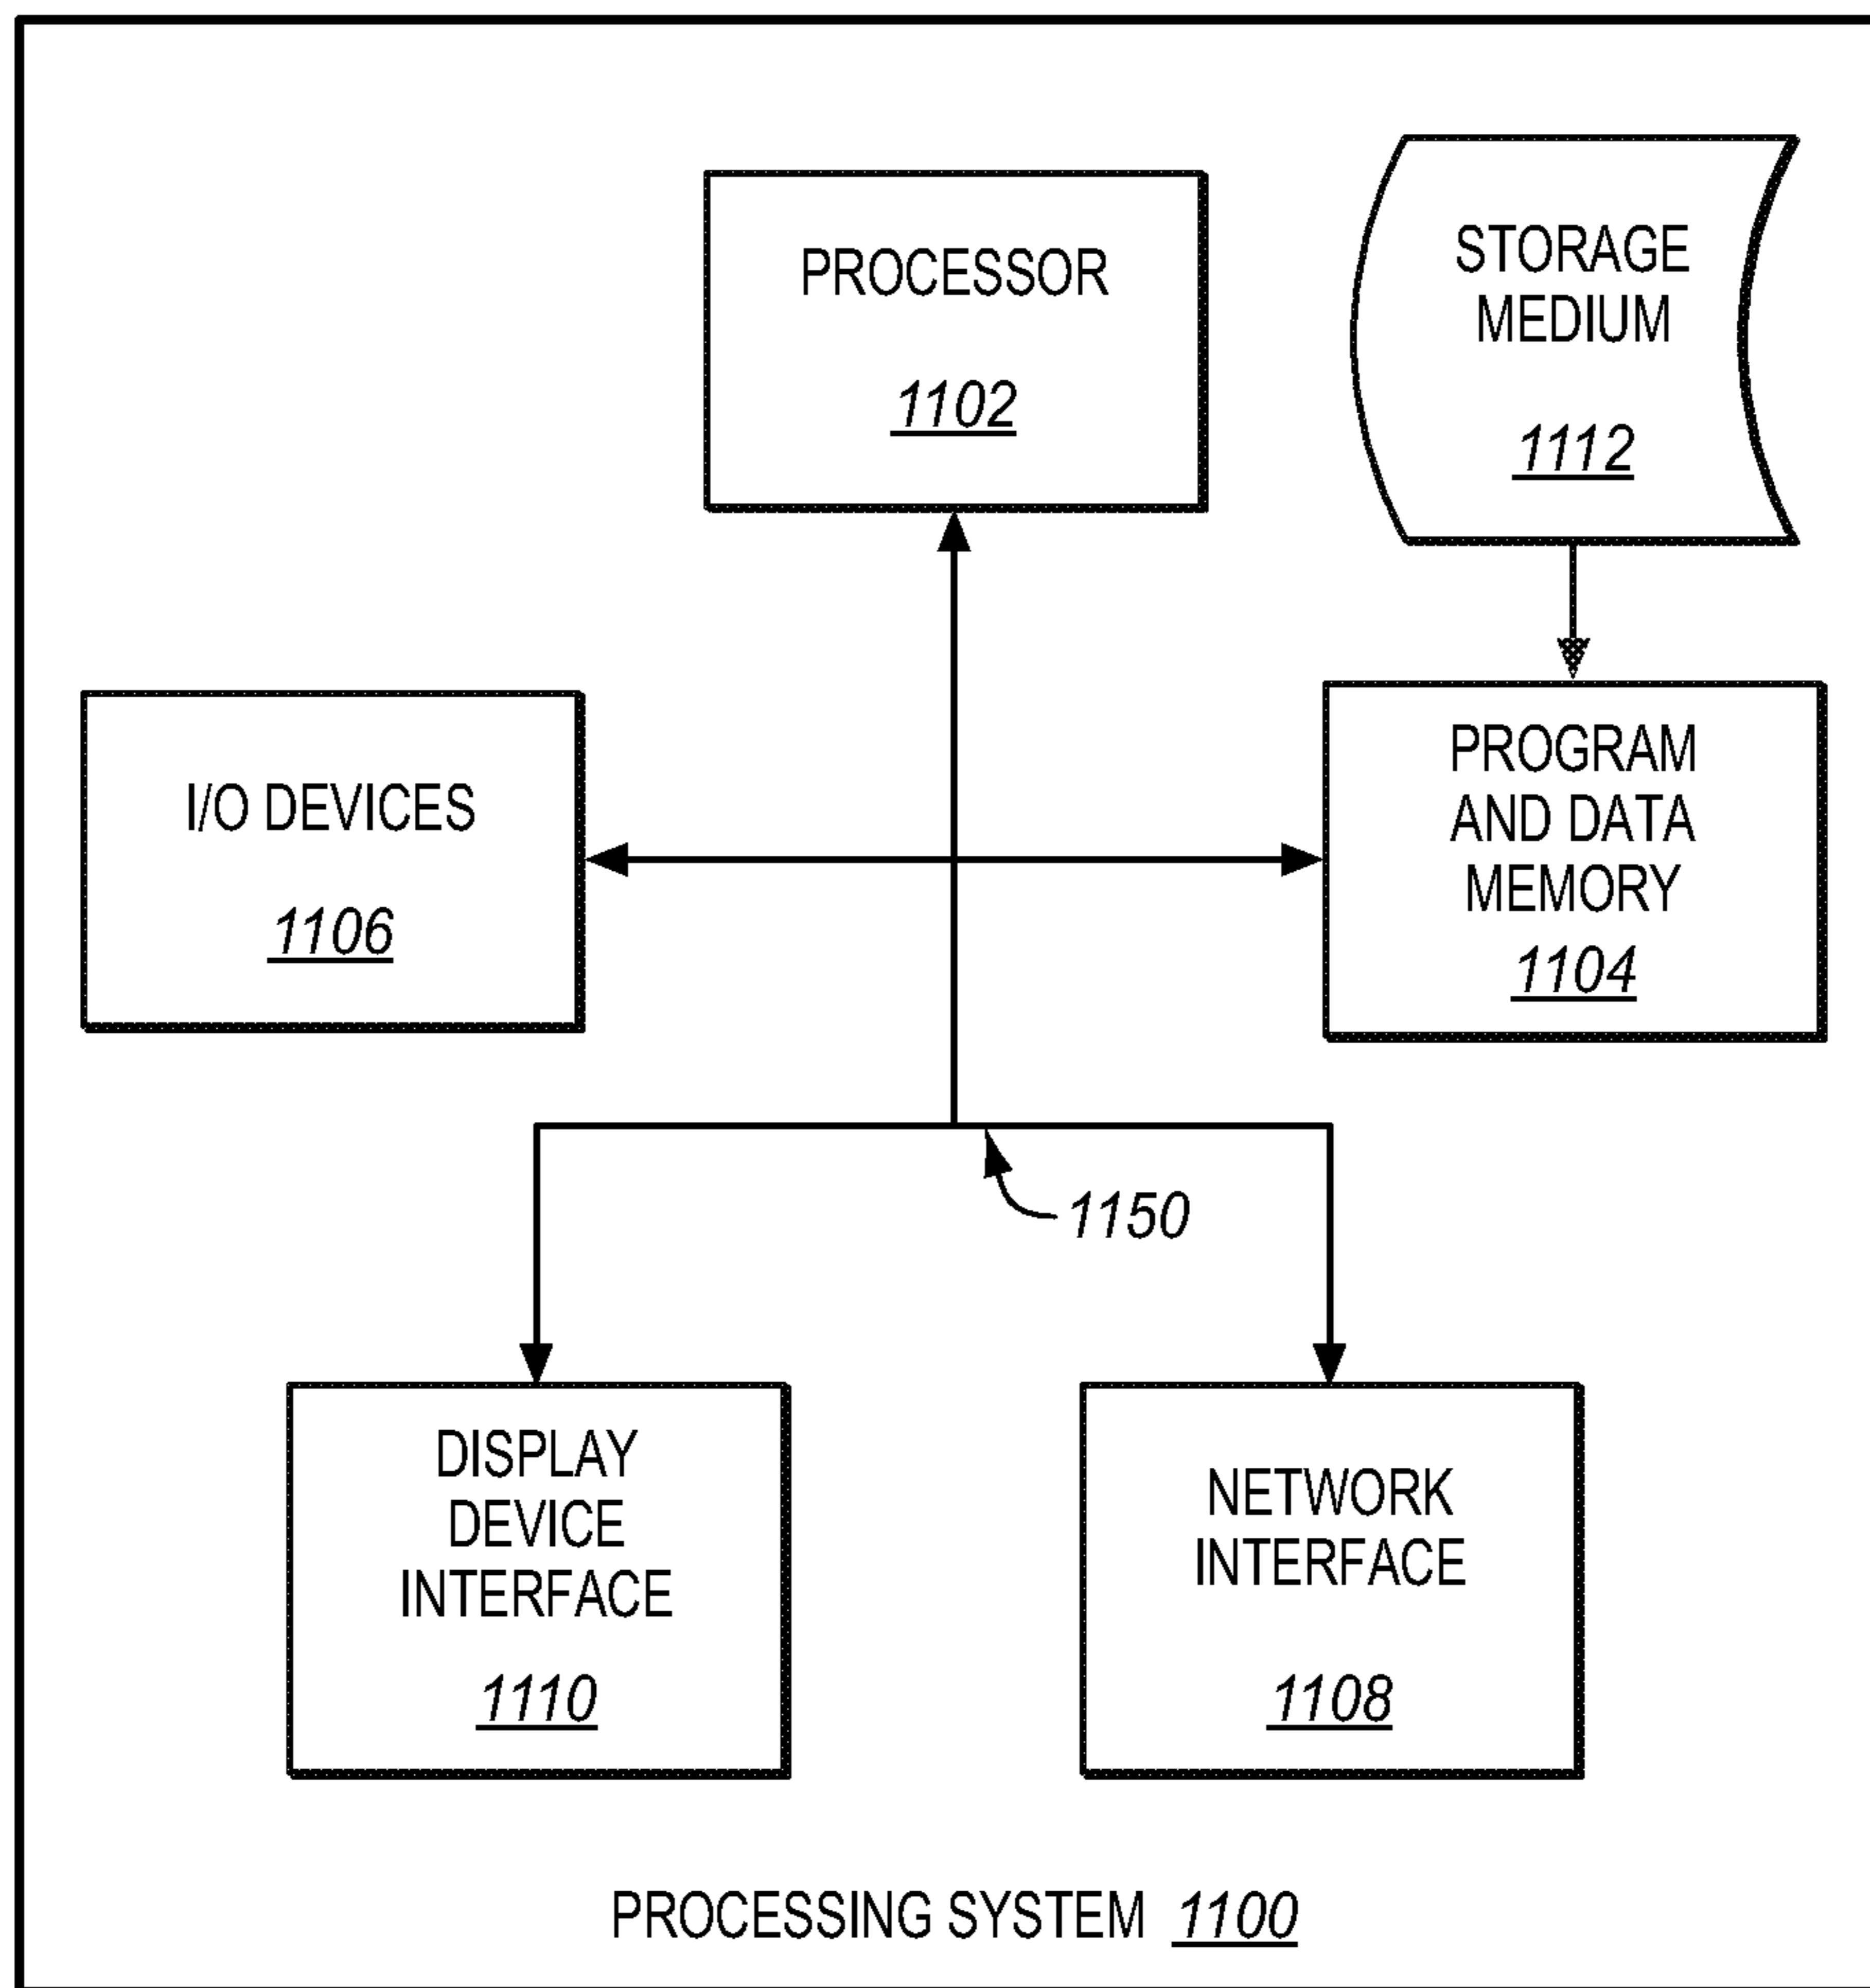 PROCESSOR
1102
STORAGE
MEDIUM
1112
I/O DEVICES
1106
PROGRAM
AND DATA
MEMORY
1104
1150
DISPLAY
DEVICE
INTERFACE
1110
NETWORK
INTERFACE
1108
PROCESSING SYSTEM 1100